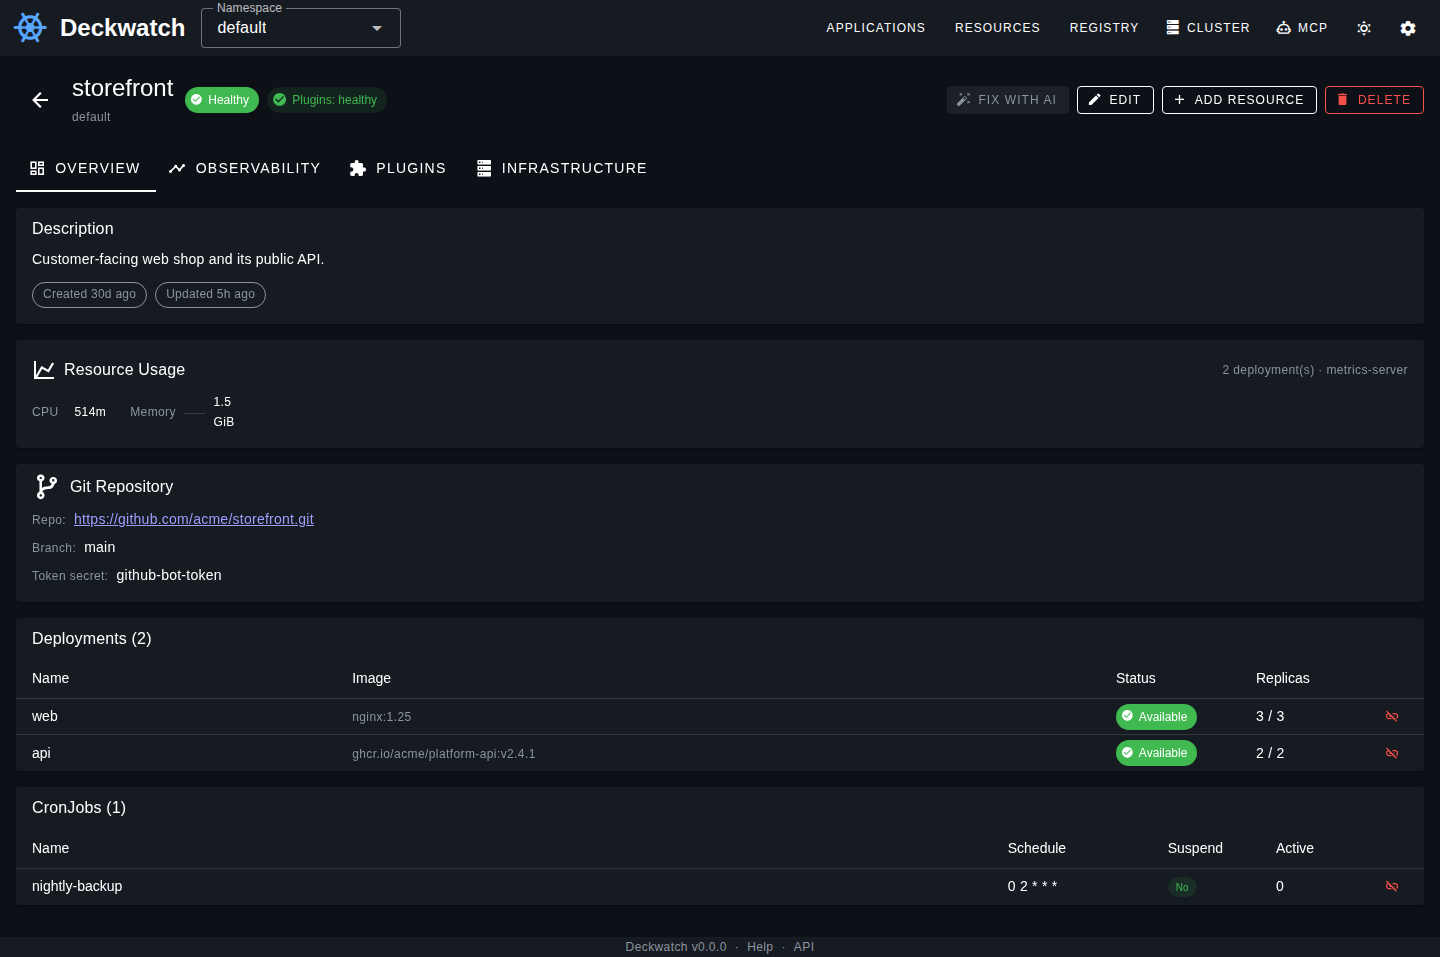 Deckwatch
Namespace
default
APPLICATIONS
RESOURCES
REGISTRY
CLUSTER
MCP
storefront
default
Healthy
Plugins: healthy
FIX WITH AI
EDIT
ADD RESOURCE
DELETE
OVERVIEW
OBSERVABILITY
PLUGINS
INFRASTRUCTURE
Description
Customer-facing web shop and its public API.
Created 30d ago
Updated 5h ago
Resource Usage
2 deployment(s) · metrics-server
CPU 514m
Memory 1.5
GiB
Git Repository
Repo: https://github.com/acme/storefront.git
Branch: main
Token secret: github-bot-token
Deployments (2)
Name Image Status Replicas
web nginx:1.25 Available 3 / 3
api ghcr.io/acme/platform-api:v2.4.1 Available 2 / 2
CronJobs (1)
Name Schedule Suspend Active
nightly-backup 0 2 * * * No 0
Deckwatch v0.0.0 · Help · API